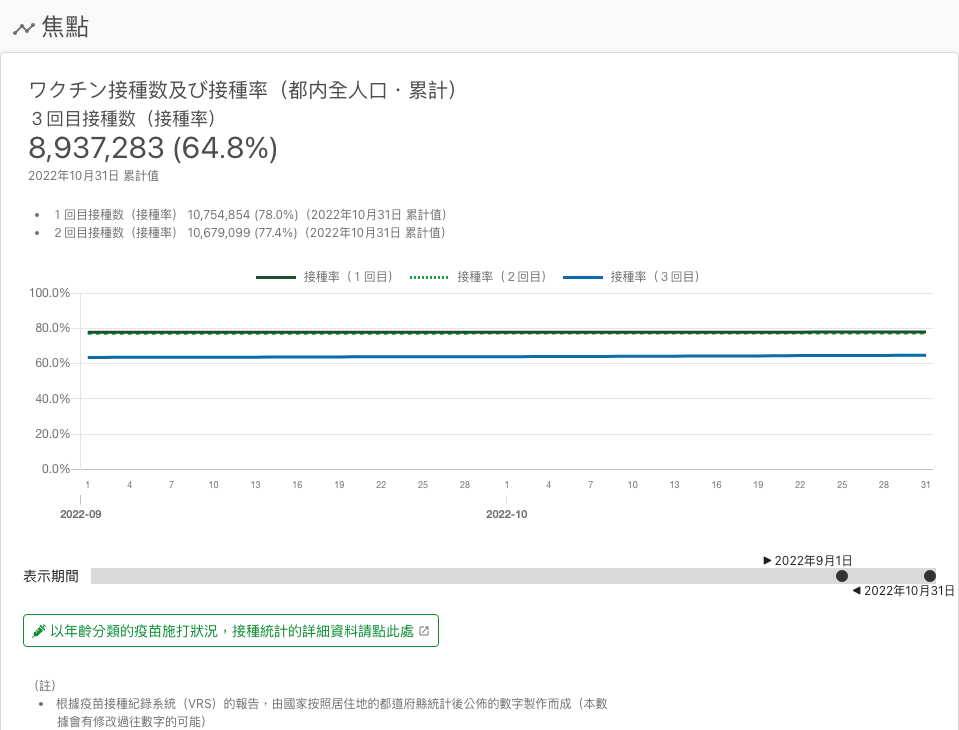 焦點
ワクチン接種数及び接種率（都内全人口・累計）
３回目接種数（接種率）
8,937,283 (64.8%)
2022年10月31日 累計値
• １回目接種数（接種率） 10,754,854 (78.0%)（2022年10月31日 累計値）
• ２回目接種数（接種率） 10,679,099 (77.4%)（2022年10月31日 累計値）
接種率（１回目） 接種率（２回目） 接種率（３回目）
100.0%
80.0%
60.0%
40.0%
20.0%
0.0%
1 4 7 10 13 16 19 22 25 28 1 4 7 10 13 16 19 22 25 28 31
2022-09 2022-10
▶ 2022年9月1日
表示期間
◀ 2022年10月31日
以年齡分類的疫苗施打狀況，接種統計的詳細資料請點此處
（註）
• 根據疫苗接種紀錄系統（VRS）的報告，由國家按照居住地的都道府縣統計後公佈的數字製作而成（本數
據會有修改過往數字的可能）